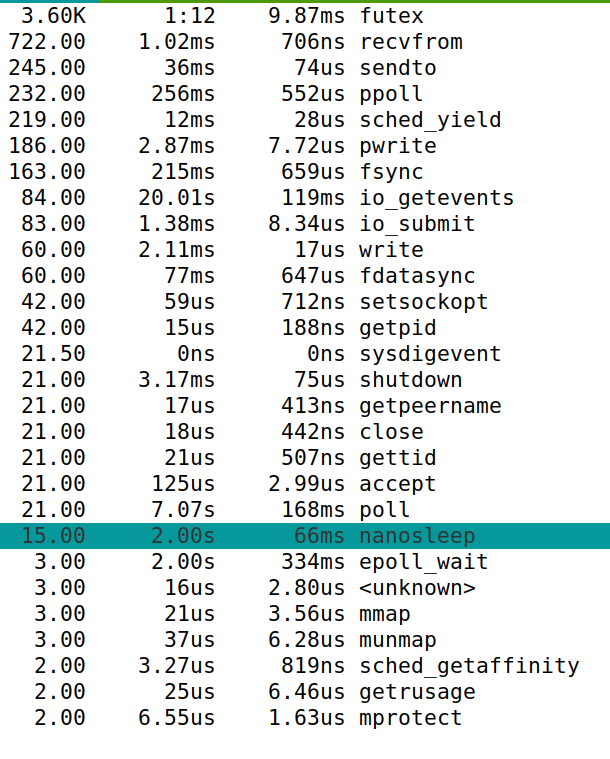 3.60K 1:12 9.87ms futex
722.00 1.02ms 706ns recvfrom
245.00 36ms 74us sendto
232.00 256ms 552us ppoll
219.00 12ms 28us sched_yield
186.00 2.87ms 7.72us pwrite
163.00 215ms 659us fsync
84.00 20.01s 119ms io_getevents
83.00 1.38ms 8.34us io_submit
60.00 2.11ms 17us write
60.00 77ms 647us fdatasync
42.00 59us 712ns setsockopt
42.00 15us 188ns getpid
21.50 0ns 0ns sysdigevent
21.00 3.17ms 75us shutdown
21.00 17us 413ns getpeername
21.00 18us 442ns close
21.00 21us 507ns gettid
21.00 125us 2.99us accept
21.00 7.07s 168ms poll
15.00 2.00s 66ms nanosleep
3.00 2.00s 334ms epoll_wait
3.00 16us 2.80us <unknown>
3.00 21us 3.56us mmap
3.00 37us 6.28us munmap
2.00 3.27us 819ns sched_getaffinity
2.00 25us 6.46us getrusage
2.00 6.55us 1.63us mprotect